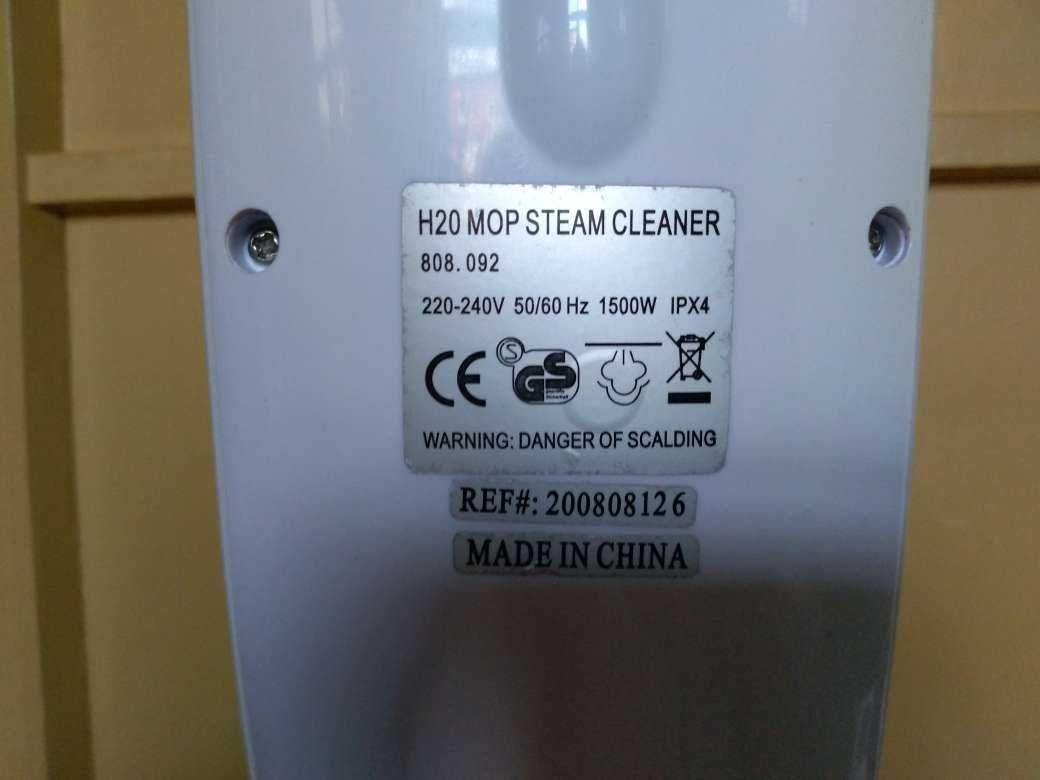 H20 MOP STEAM CLEANER
808.092
220-240V 50/60 Hz 1500W IPX4
CE S GS
WARNING: DANGER OF SCALDING
REF#: 200808126
MADE IN CHINA